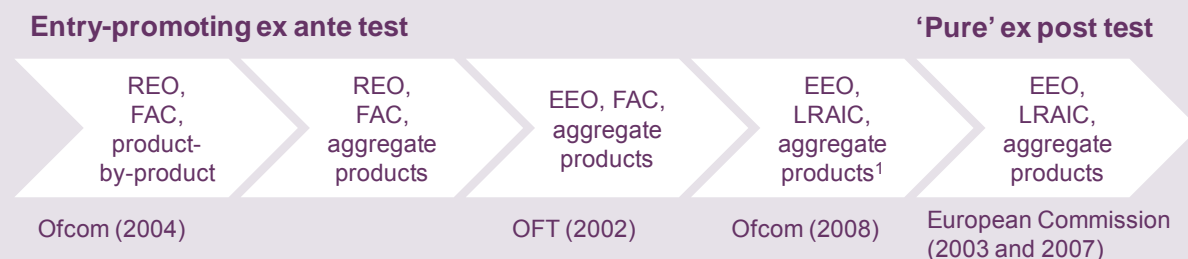 Entry-promoting ex ante test
‘Pure’ ex post test
REO,
FAC,
product-
by-product
REO,
FAC,
aggregate
products
EEO, FAC,
aggregate
products
EEO,
LRAIC,
aggregate
products¹
EEO,
LRAIC,
aggregate
products
Ofcom (2004)
OFT (2002)
Ofcom (2008)
European Commission
(2003 and 2007)